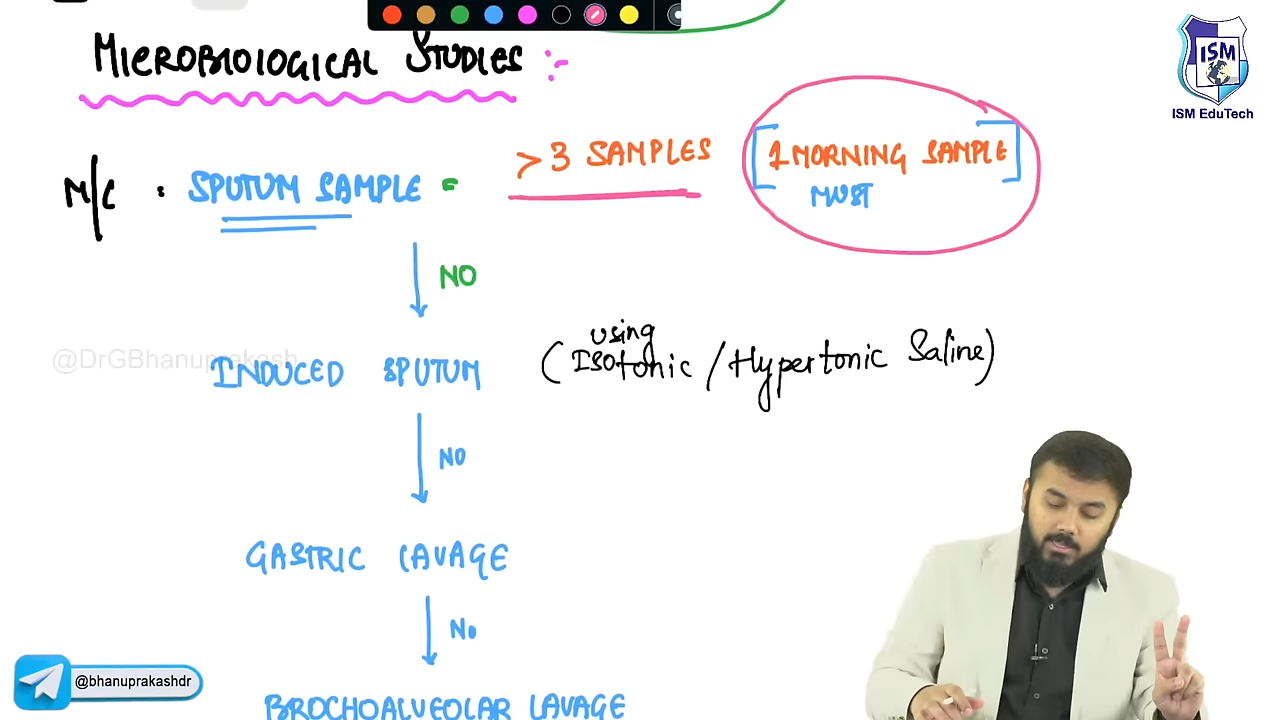 MICROBIOLOGICAL STUDIES :-
ISM
ISM EduTech
M/C : SPUTUM SAMPLE = > 3 SAMPLES [1 MORNING SAMPLE]
MUST
NO
@DrGBhanuprakash
INDUCED SPUTUM (using ISOtonic / Hypertonic Saline)
NO
GASTRIC LAVAGE
NO
@bhanuprakashdr
BROCHOALVEOLAR LAVAGE